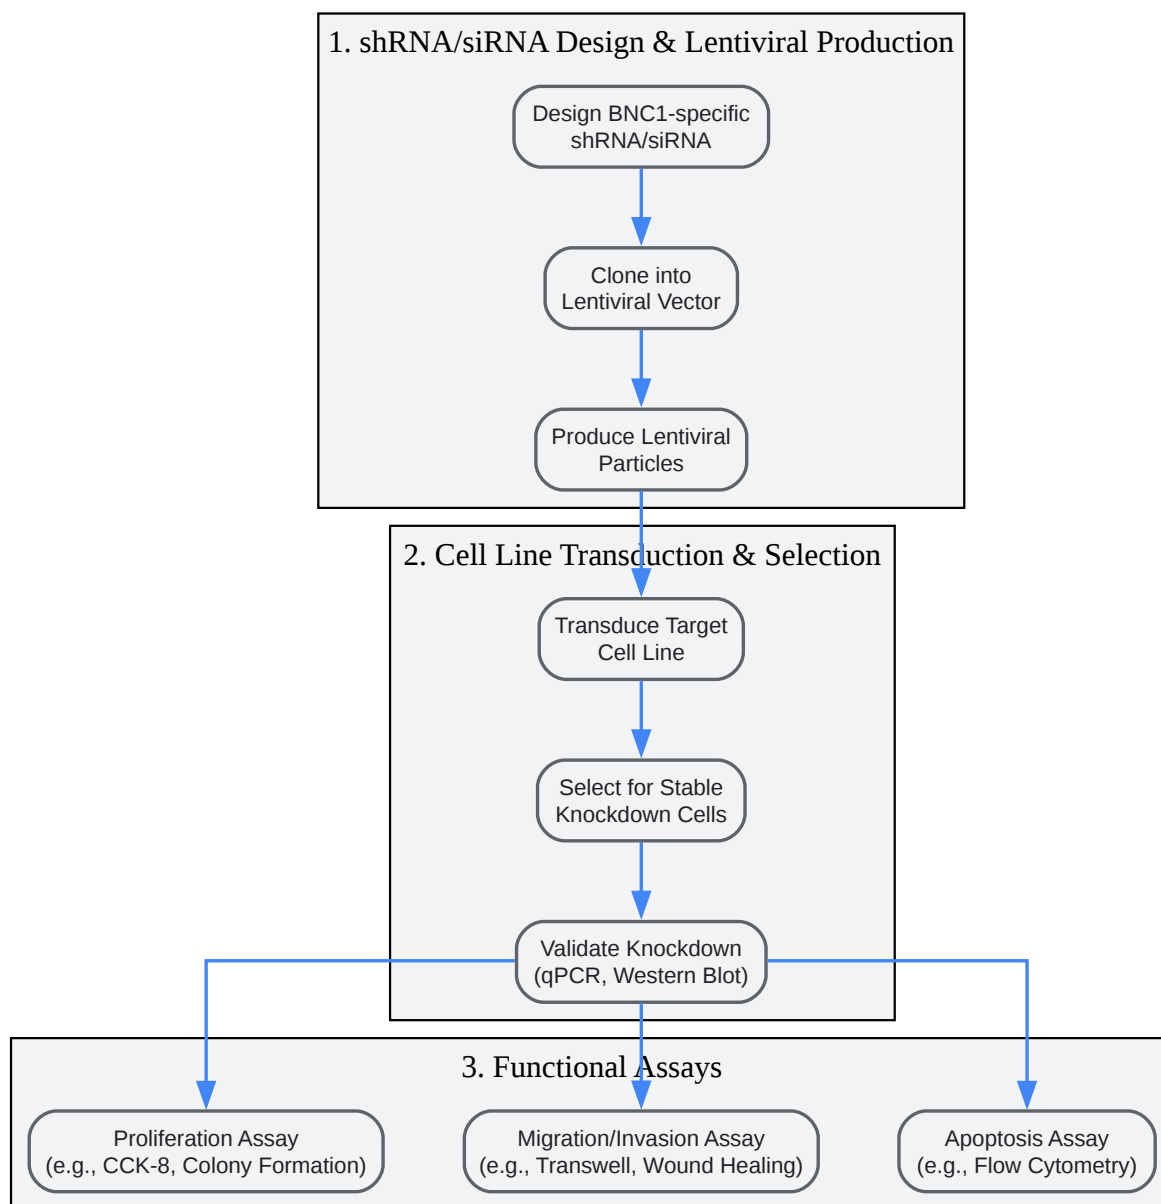 1. shRNA/siRNA Design & Lentiviral Production
Design BNC1-specific
shRNA/siRNA
Clone into
Lentiviral Vector
Produce Lentiviral
Particles
2. Cell Line Transduction & Selection
Transduce Target
Cell Line
Select for Stable
Knockdown Cells
Validate Knockdown
(qPCR, Western Blot)
3. Functional Assays
Proliferation Assay
(e.g., CCK-8, Colony Formation)
Migration/Invasion Assay
(e.g., Transwell, Wound Healing)
Apoptosis Assay
(e.g., Flow Cytometry)